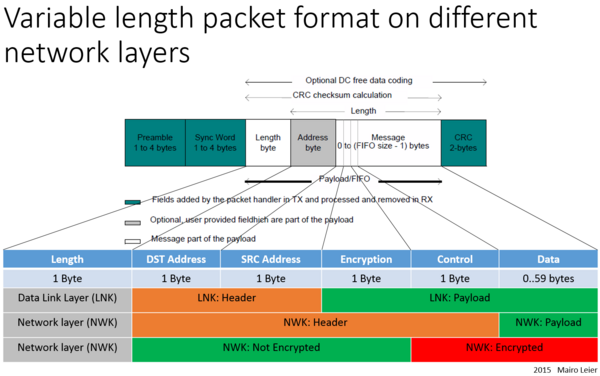 Variable length packet format on different
network layers
Optional DC free data coding
CRC checksum calculation
Length
Preamble
1 to 4 bytes
Sync Word
1 to 4 bytes
Length
byte
Address
byte
Message
0 to (FIFO size - 1) bytes
CRC
2-bytes
Payload/FIFO
Fields added by the packet handler in TX and processed and removed in RX
Optional, user provided fieldhich are part of the payload
Message part of the payload
Length DST Address SRC Address Encryption Control Data
1 Byte 1 Byte 1 Byte 1 Byte 1 Byte 0..59 bytes
Data Link Layer (LNK) LNK: Header LNK: Payload
Network layer (NWK) NWK: Header NWK: Payload
Network layer (NWK) NWK: Not Encrypted NWK: Encrypted
2015 Mairo Leier